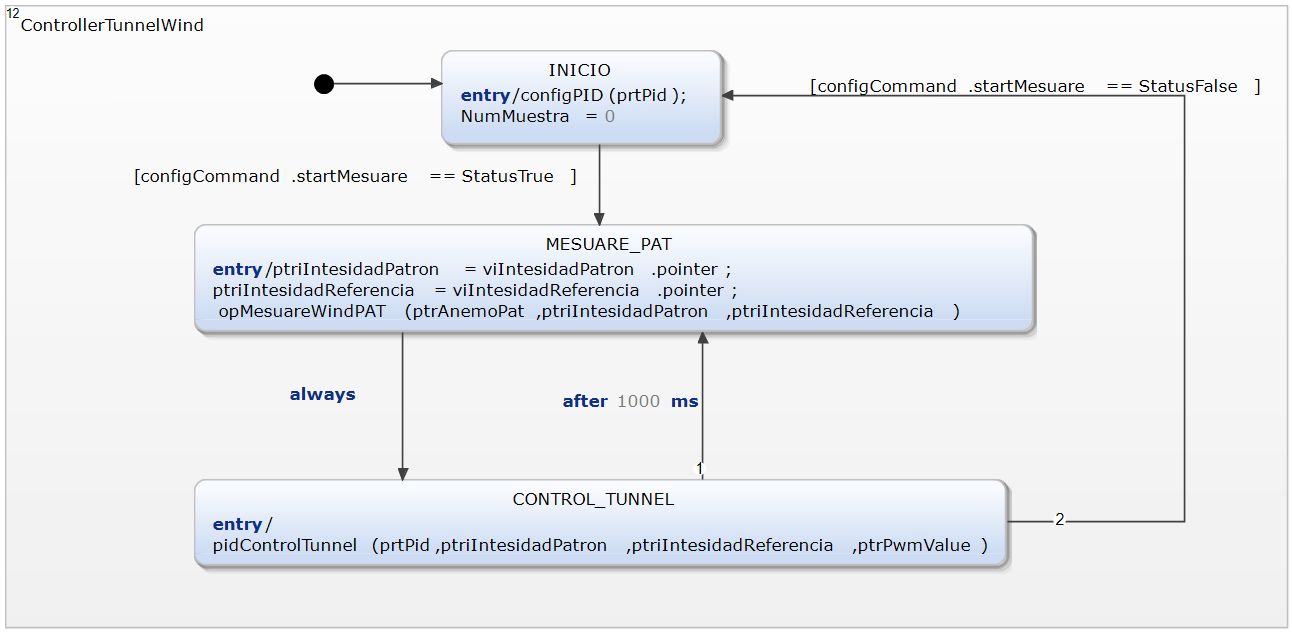 12
ControllerTunnelWind
INICIO
entry/configPID (prtPid );
NumMuestra = 0
[configCommand .startMesuare == StatusFalse ]
[configCommand .startMesuare == StatusTrue ]
MESUARE_PAT
entry/ptriIntesidadPatron = viIntesidadPatron .pointer ;
ptriIntesidadReferencia = viIntesidadReferencia .pointer ;
opMesuareWindPAT (ptrAnemoPat ,ptriIntesidadPatron ,ptriIntesidadReferencia )
always
after 1000 ms
1
CONTROL_TUNNEL
entry/
pidControlTunnel (prtPid ,ptriIntesidadPatron ,ptriIntesidadReferencia ,ptrPwmValue )
2